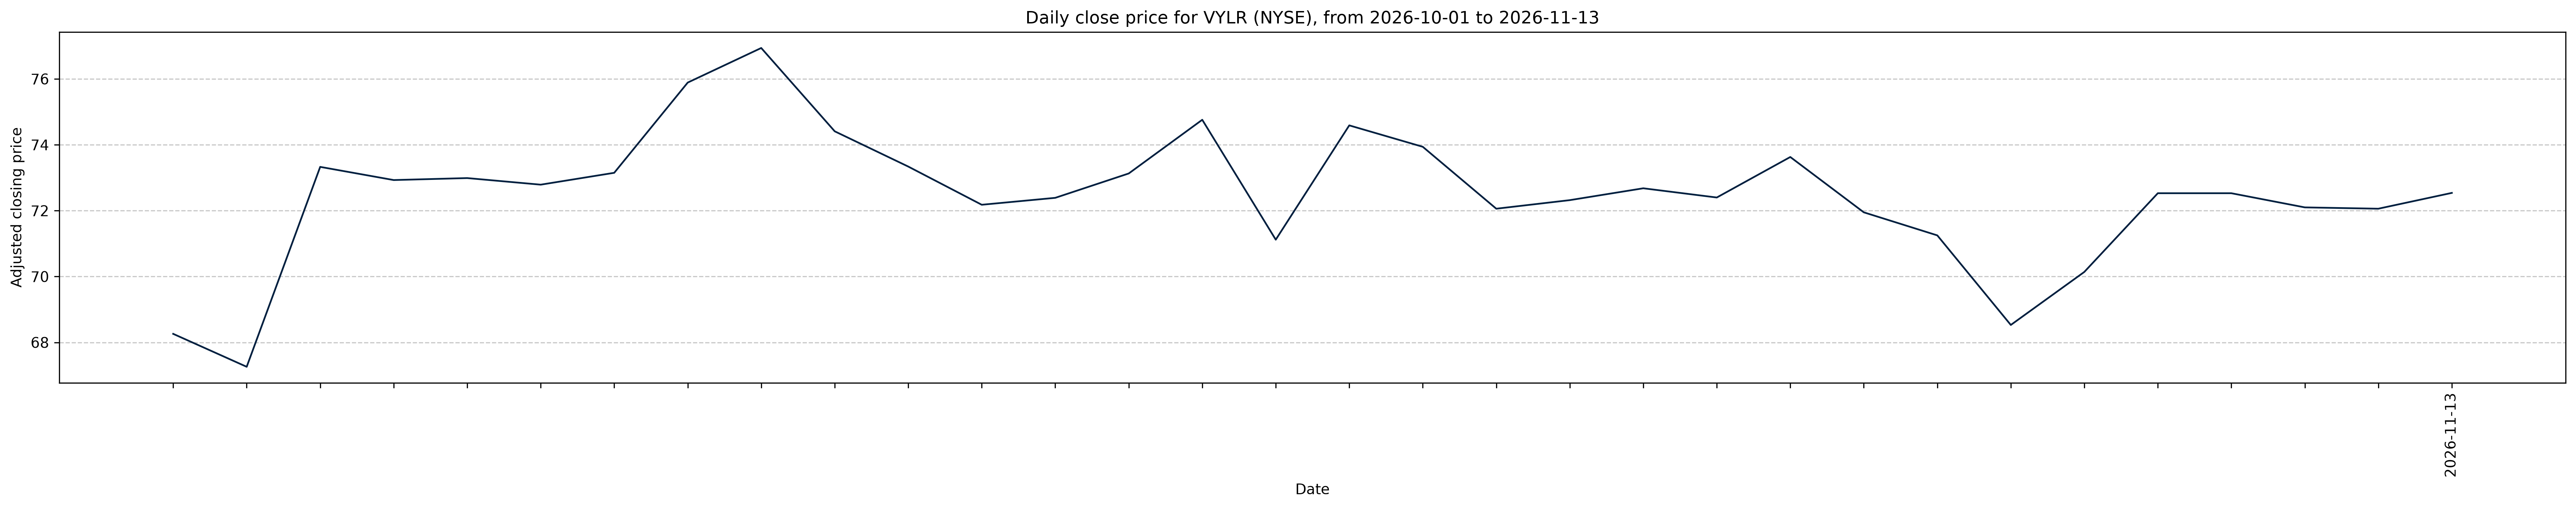 Daily close price for VYLR (NYSE), from 2026-10-01 to 2026-11-13
Adjusted closing price
76
74
72
70
68
2026-11-13
Date